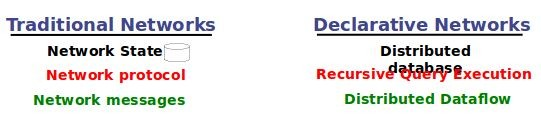 Traditional Networks
Network State
Network protocol
Network messages
Declarative Networks
Distributed
database
Recursive Query Execution
Distributed Dataflow